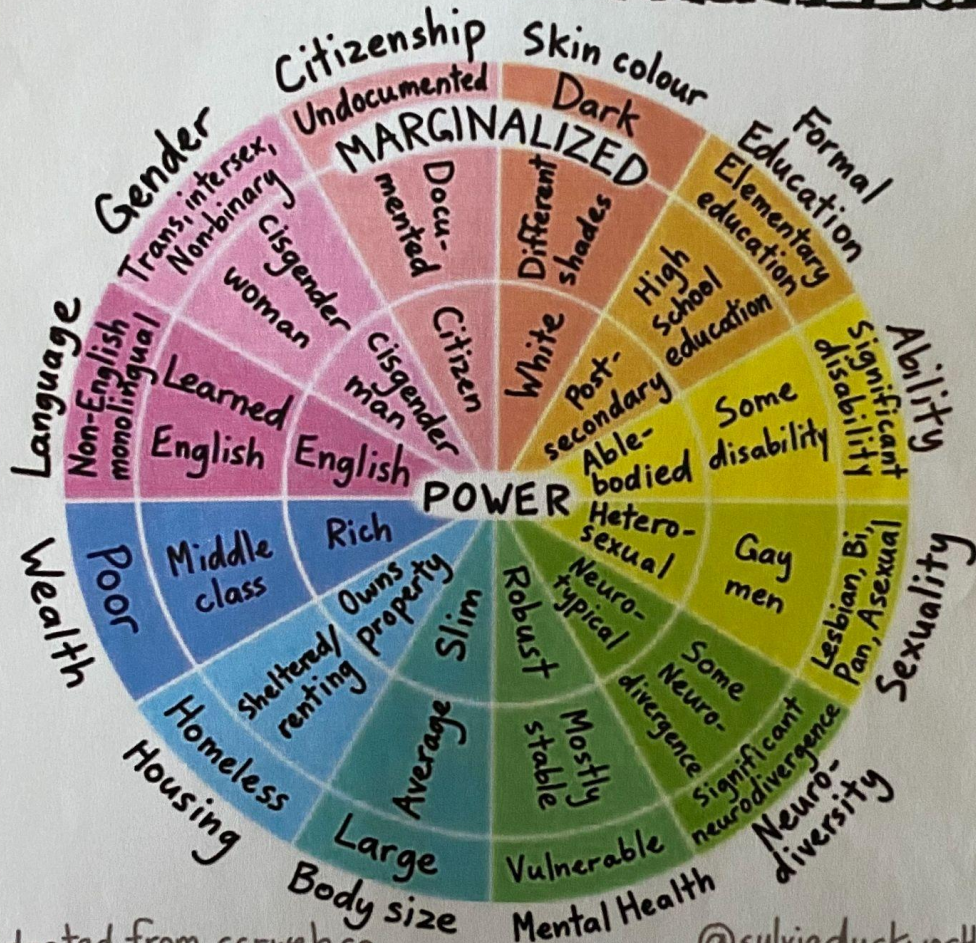 Citizenship
Undocumented
Docu-
mented
Citizen
Skin colour
Dark
Different
shades
White
Formal
Education
Elementary
education
High
school
education
Post-
secondary
Ability
Significant
disability
Some
disability
Able-
bodied
Sexuality
Lesbian, Bi,
Pan, Asexual
Gay
men
Hetero-
sexual
Neuro-
diversity
Significant
neurodivergence
Some
Neuro-
divergence
Neuro-
typical
Mental Health
Vulnerable
Mostly
stable
Robust
Body size
Large
Average
Slim
Housing
Homeless
Sheltered/
renting
Owns
property
Wealth
Poor
Middle
class
Rich
Language
Non-English
monolingual
Learned
English
English
Gender
Trans, intersex,
Non-binary
cisgender
woman
cisgender
man
MARGINALIZED
POWER
from